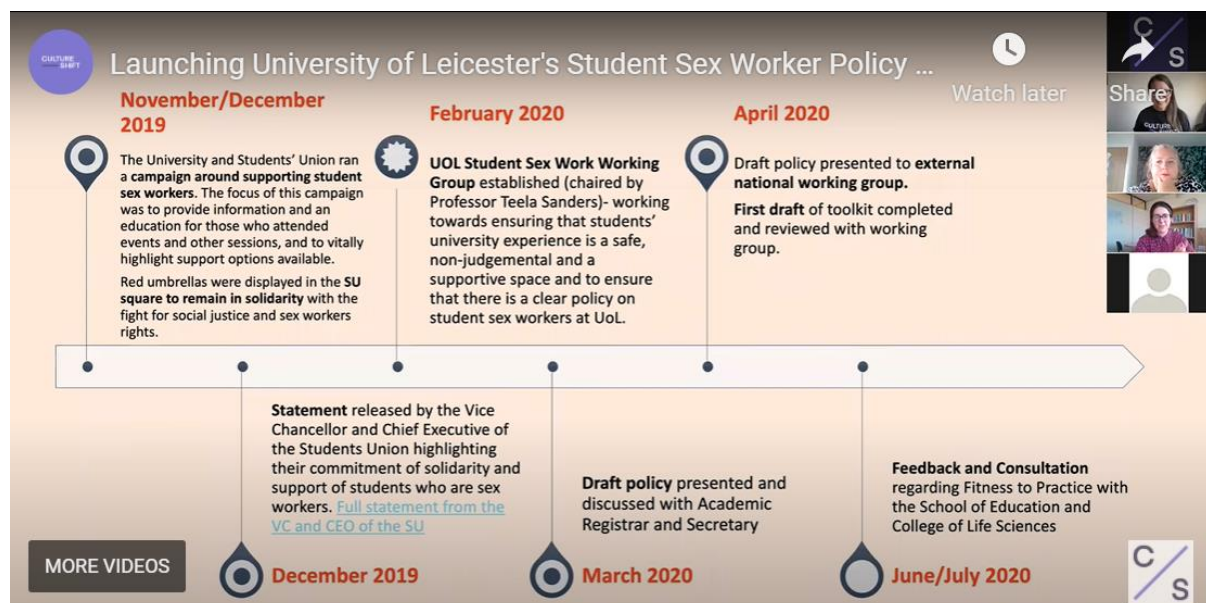 CULTURE
SHIFT
Launching University of Leicester's Student Sex Worker Policy ...
Watch later
Share
C/S
CULTURE
November/December
2019
The University and Students' Union ran
a campaign around supporting student
sex workers. The focus of this campaign
was to provide information and an
education for those who attended
events and other sessions, and to vitally
highlight support options available.
Red umbrellas were displayed in the SU
square to remain in solidarity with the
fight for social justice and sex workers
rights.
February 2020
UOL Student Sex Work Working
Group established (chaired by
Professor Teela Sanders)- working
towards ensuring that students'
university experience is a safe,
non-judgemental and a
supportive space and to ensure
that there is a clear policy on
student sex workers at UoL.
April 2020
Draft policy presented to external
national working group.
First draft of toolkit completed
and reviewed with working
group.
Statement released by the Vice
Chancellor and Chief Executive of
the Students Union highlighting
their commitment of solidarity and
support of students who are sex
workers. Full statement from the
VC and CEO of the SU
December 2019
Draft policy presented and
discussed with Academic
Registrar and Secretary
March 2020
Feedback and Consultation
regarding Fitness to Practice with
the School of Education and
College of Life Sciences
June/July 2020
MORE VIDEOS
C/S